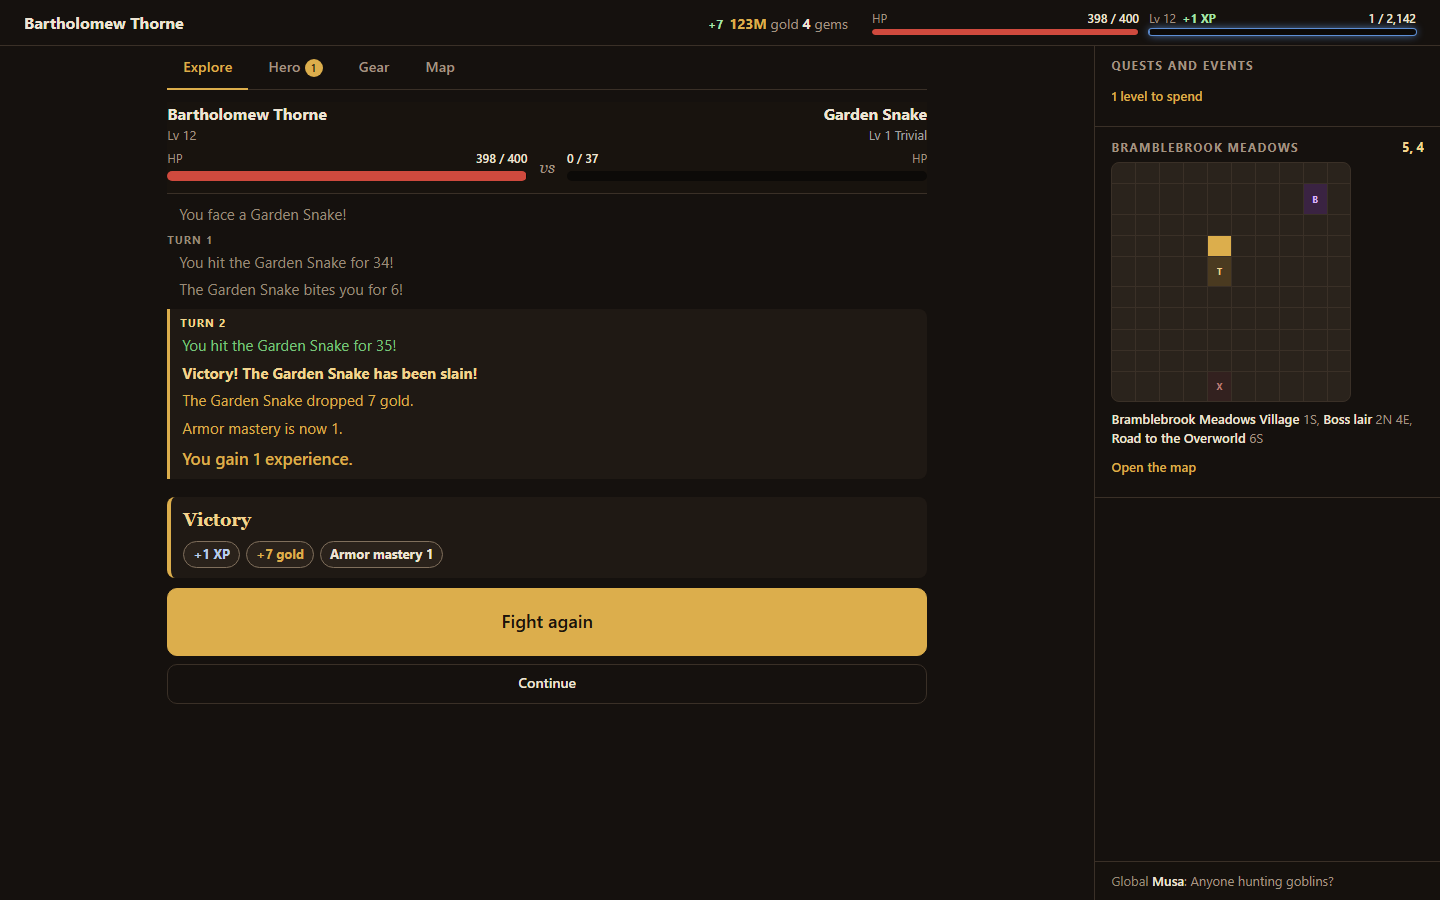 Bartholomew Thorne
+7 123M gold 4 gems
HP 398 / 400
Lv 12 +1 XP 1 / 2,142
Explore Hero 1 Gear Map
Bartholomew Thorne
Lv 12
HP 398 / 400
vs
Garden Snake
Lv 1 Trivial
0 / 37 HP
You face a Garden Snake!
TURN 1
You hit the Garden Snake for 34!
The Garden Snake bites you for 6!
TURN 2
You hit the Garden Snake for 35!
Victory! The Garden Snake has been slain!
The Garden Snake dropped 7 gold.
Armor mastery is now 1.
You gain 1 experience.
Victory
+1 XP +7 gold Armor mastery 1
Fight again
Continue
QUESTS AND EVENTS
1 level to spend
BRAMBLEBROOK MEADOWS 5, 4
B
T
X
Bramblebrook Meadows Village 1S, Boss lair 2N 4E,
Road to the Overworld 6S
Open the map
Global Musa: Anyone hunting goblins?